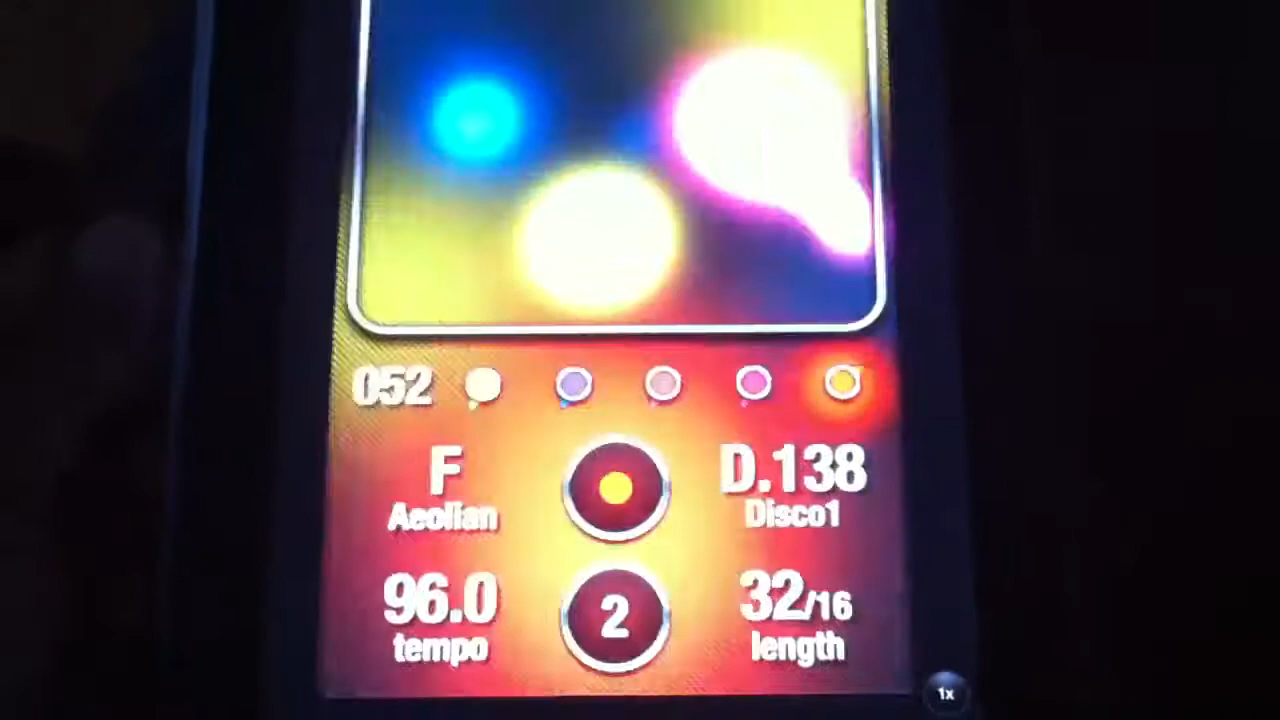 052
F
Aeolian
D.138
Disco1
96.0
tempo
2
32/16
length
1x